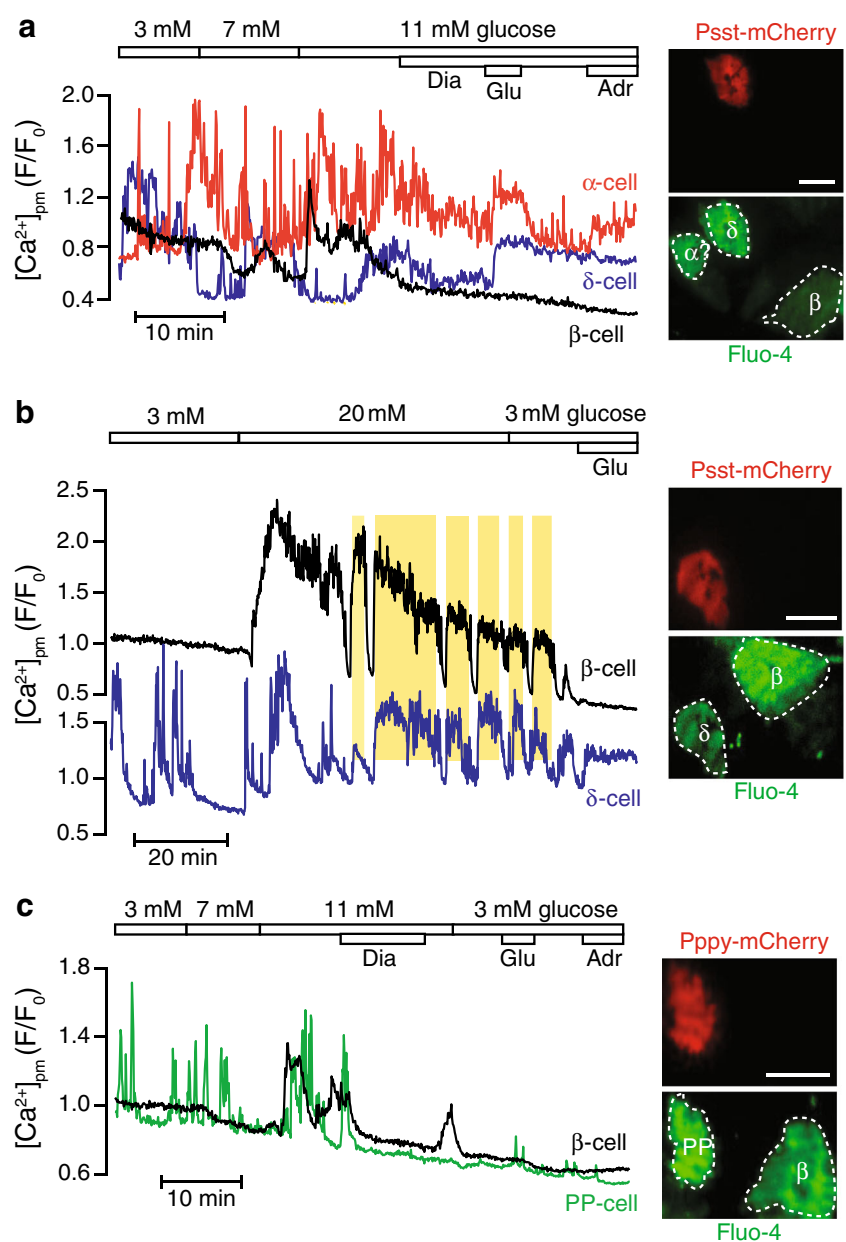 a
3 mM 7 mM 11 mM glucose
Dia Glu Adr
[Ca²⁺]pm (F/F₀)
2.0
1.6
1.2
0.8
0.4
α-cell
δ-cell
β-cell
10 min
Psst-mCherry
δ
α?
β
Fluo-4
b
3 mM 20 mM 3 mM glucose
Glu
[Ca²⁺]pm (F/F₀)
2.5
2.0
1.5
1.0
0.5
1.5
1.0
0.5
β-cell
δ-cell
20 min
Psst-mCherry
β
δ
Fluo-4
c
3 mM 7 mM 11 mM 3 mM glucose
Dia Glu Adr
[Ca²⁺]pm (F/F₀)
1.8
1.4
1.0
0.6
β-cell
PP-cell
10 min
Pppy-mCherry
PP
β
Fluo-4